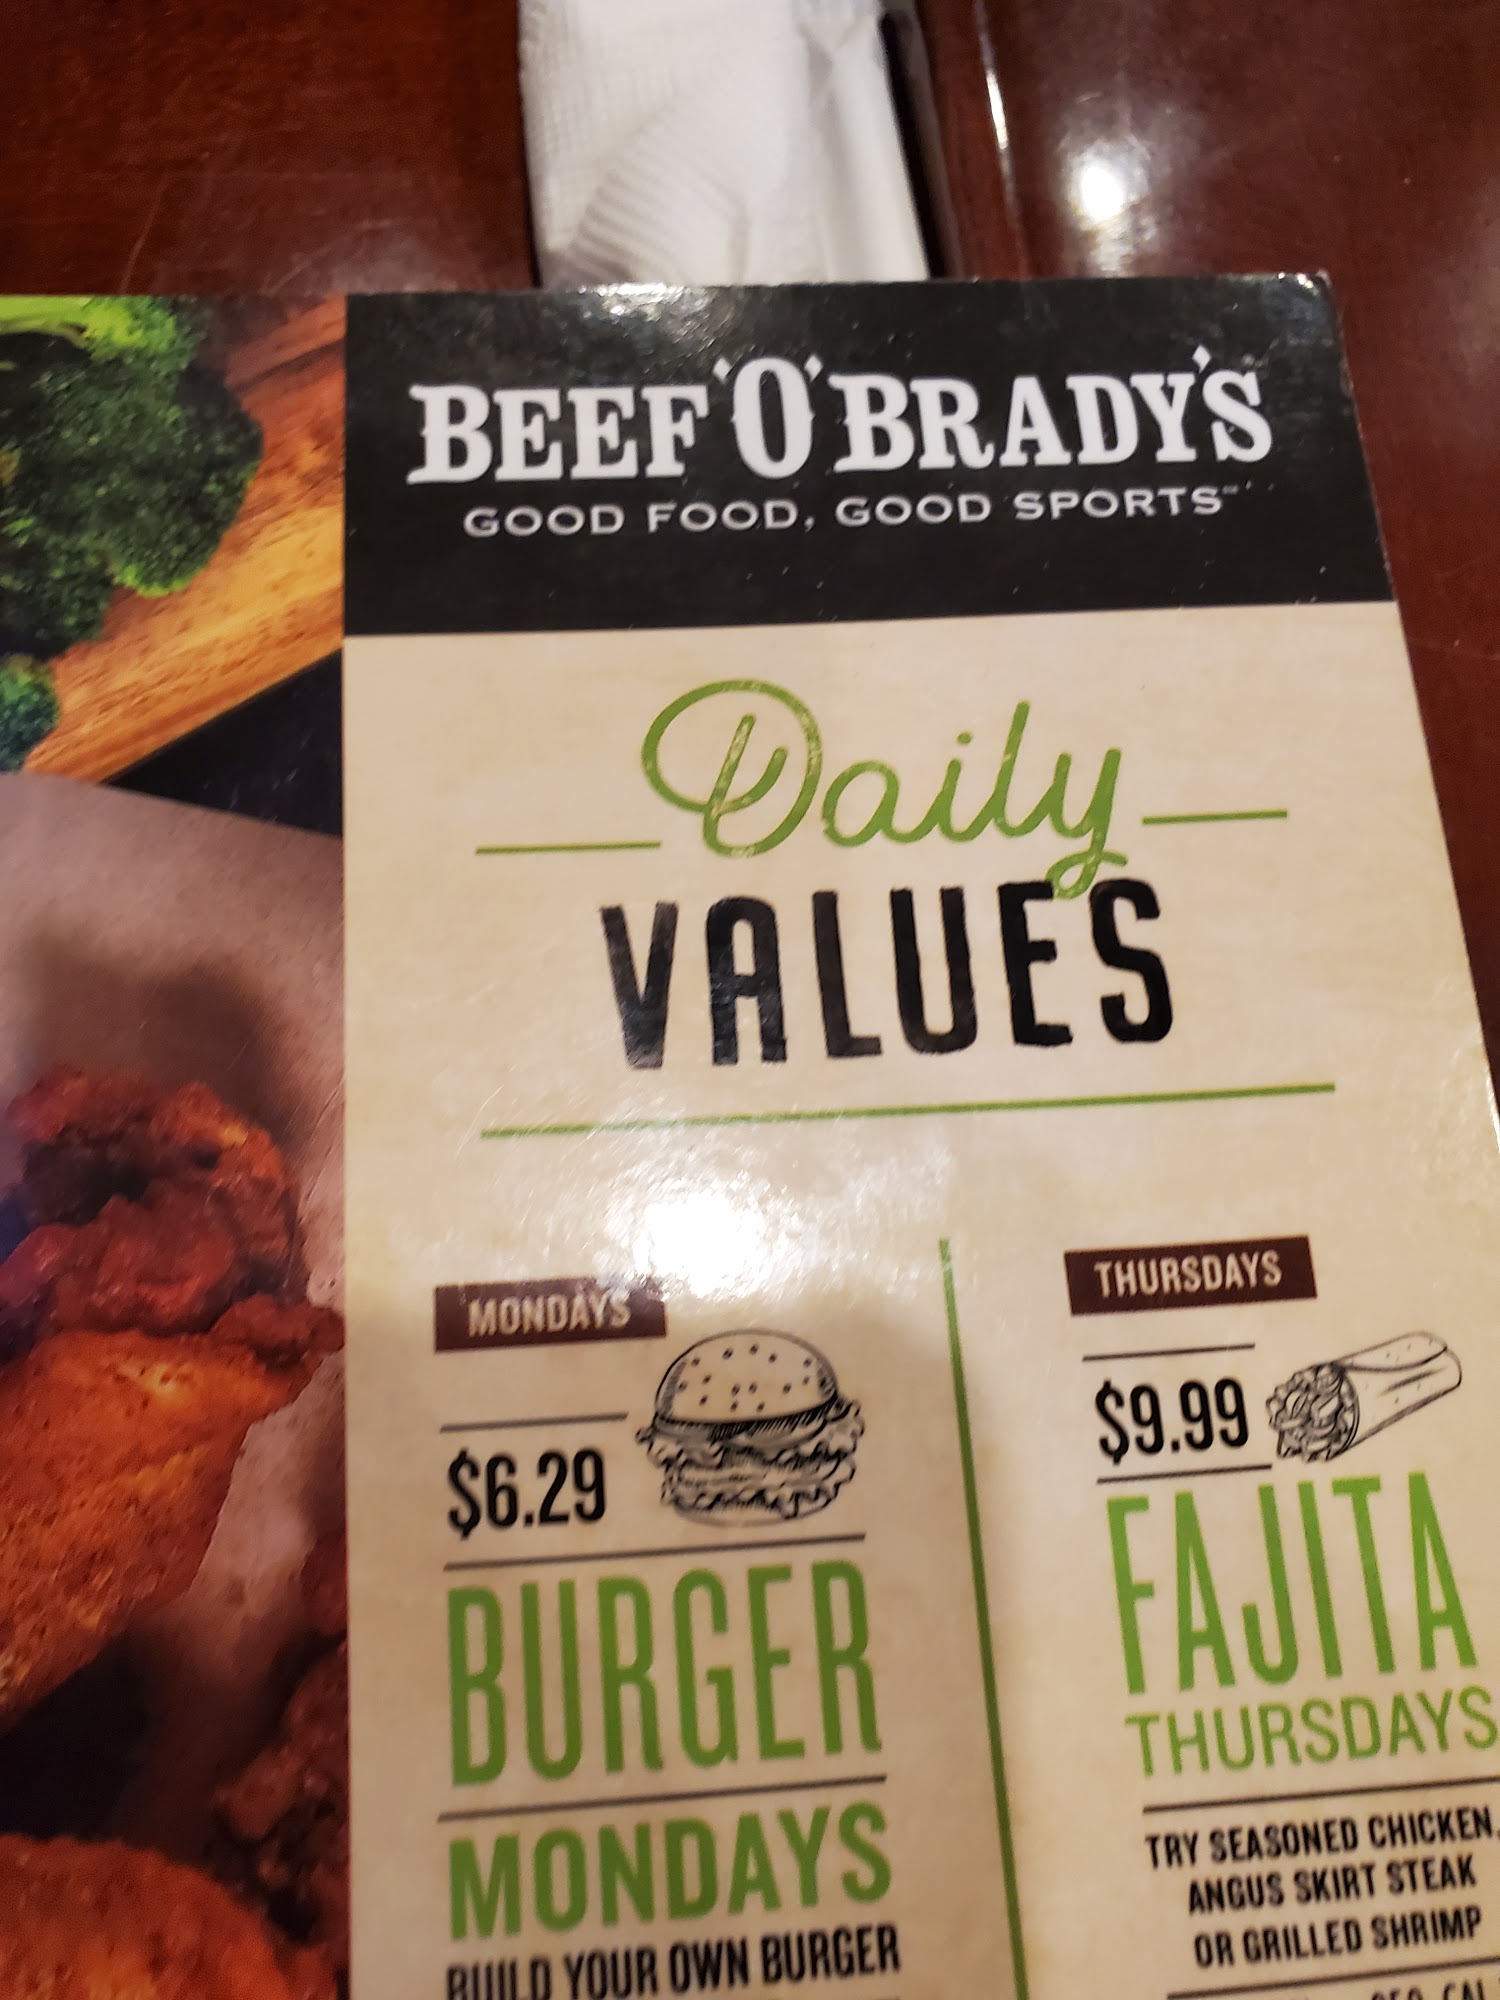 BEEF 'O' BRADY'S
GOOD FOOD, GOOD SPORTS™
Daily
VALUES
MONDAYS
$6.29
BURGER
MONDAYS
BUILD YOUR OWN BURGER
THURSDAYS
$9.99
FAJITA
THURSDAYS
TRY SEASONED CHICKEN,
ANGUS SKIRT STEAK
OR GRILLED SHRIMP